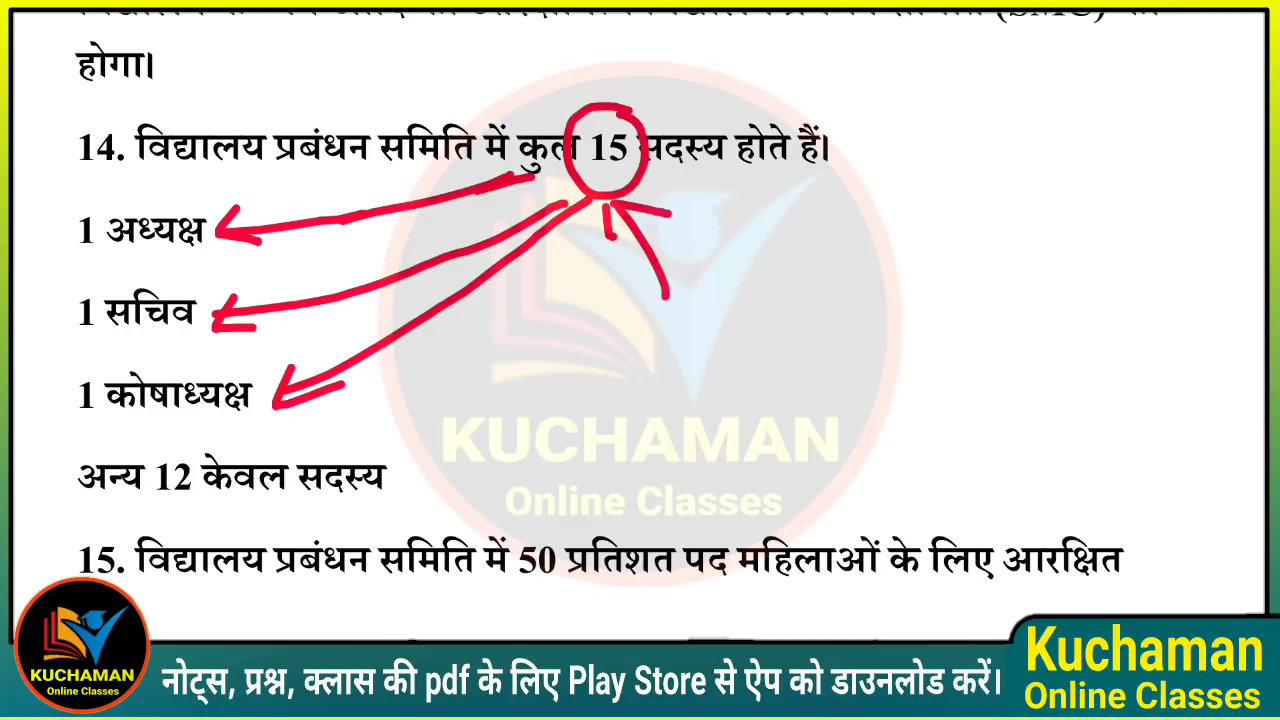 (SMC)
होगा।
14. विद्यालय प्रबंधन समिति में कुल 15 सदस्य होते हैं।
1 अध्यक्ष
1 सचिव
1 कोषाध्यक्ष
अन्य 12 केवल सदस्य
15. विद्यालय प्रबंधन समिति में 50 प्रतिशत पद महिलाओं के लिए आरक्षित
KUCHAMAN
Online Classes
KUCHAMAN
Online Classes
नोट्स, प्रश्न, क्लास की pdf के लिए Play Store से ऐप को डाउनलोड करें।
Kuchaman
Online Classes